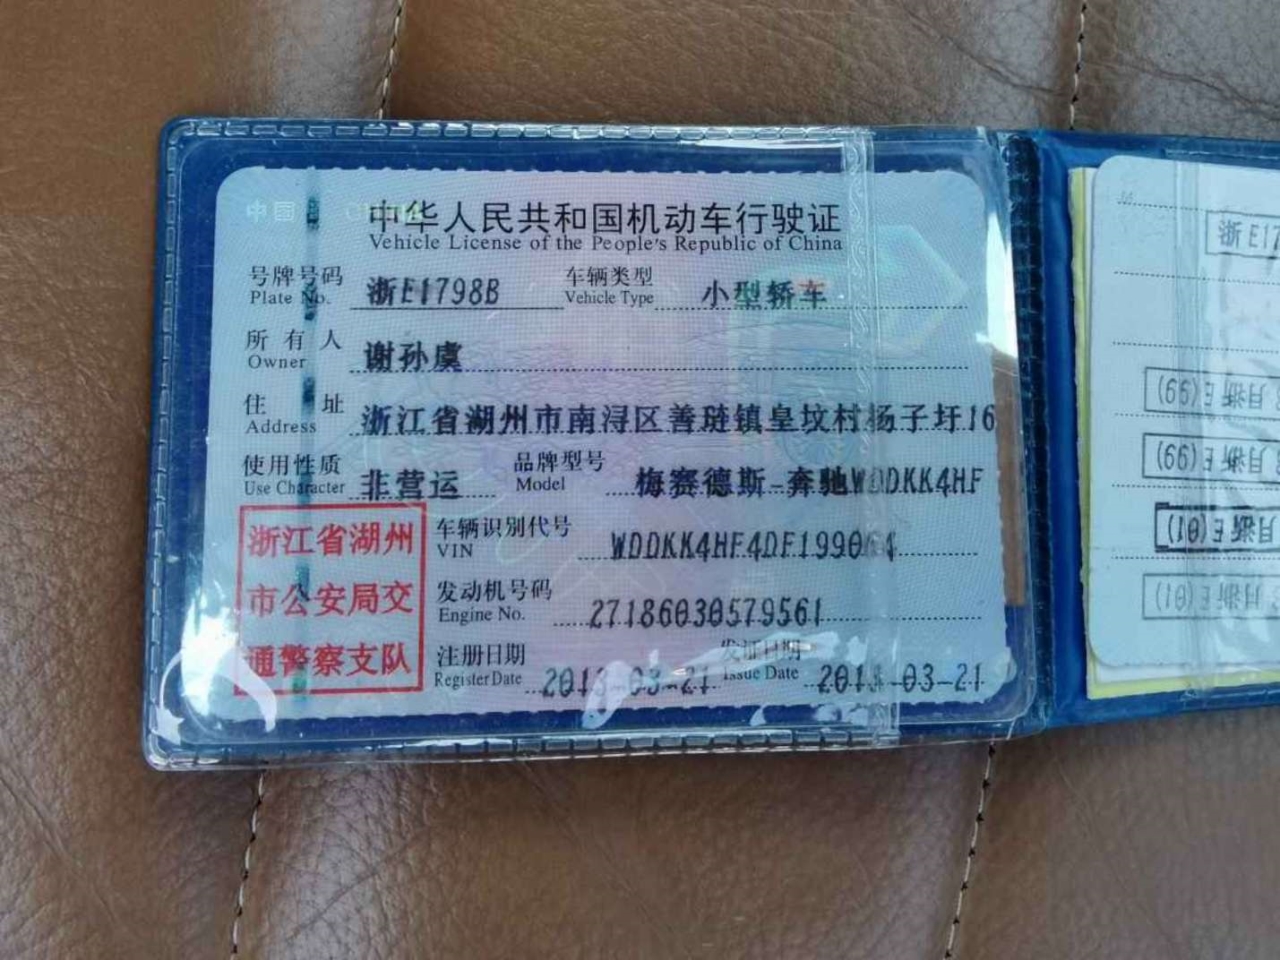 中国 CHINA
中华人民共和国机动车行驶证
Vehicle License of the People's Republic of China
号牌号码 浙E1798B 车辆类型 小型轿车
Plate No. Vehicle Type
所有人 谢孙虞
Owner
住址 浙江省湖州市南浔区善琏镇皇坟村杨子圩16
Address
使用性质 非营运 品牌型号 梅赛德斯-奔驰WDDKK4HF
Use Character Model
浙江省湖州
市公安局交
通警察支队
车辆识别代号
VIN
发动机号码 27186030579561
Engine No.
注册日期 2013-03-21 发证日期 2013-03-21
Register Date Issue Date
浙E17